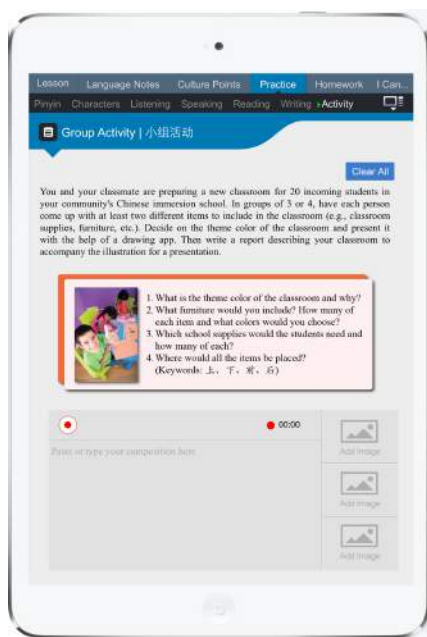 Lesson Language Notes Culture Points Practice Homework I Can...
Pinyin Characters Listening Speaking Reading Writing Activity
Group Activity | 小组活动
Clear All
You and your classmate are preparing a new classroom for 20 incoming students in
your community's Chinese immersion school. In groups of 3 or 4, have each person
come up with at least two different items to include in the classroom (e.g., classroom
supplies, furniture, etc.). Decide on the theme color of the classroom and present it
with the help of a drawing app. Then write a report describing your classroom to
accompany the illustration for a presentation.
1. What is the theme color of the classroom and why?
2. What furniture would you include? How many of
each item and what colors would you choose?
3. Which school supplies would the students need and
how many of each?
4. Where would all the items be placed?
(Keywords: 上、下、前、后)
00:00
Paste or type your composition here
Add Image
Add Image
Add Image